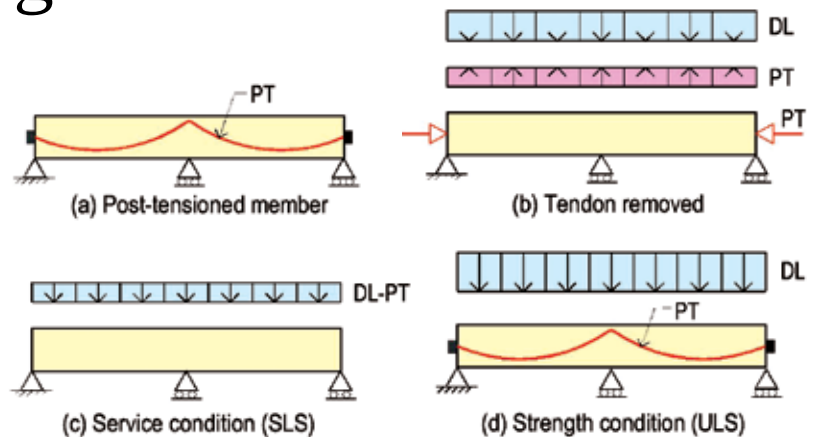 g
DL
PT
PT
PT
(a) Post-tensioned member
(b) Tendon removed
DL-PT
DL
PT
(c) Service condition (SLS)
(d) Strength condition (ULS)